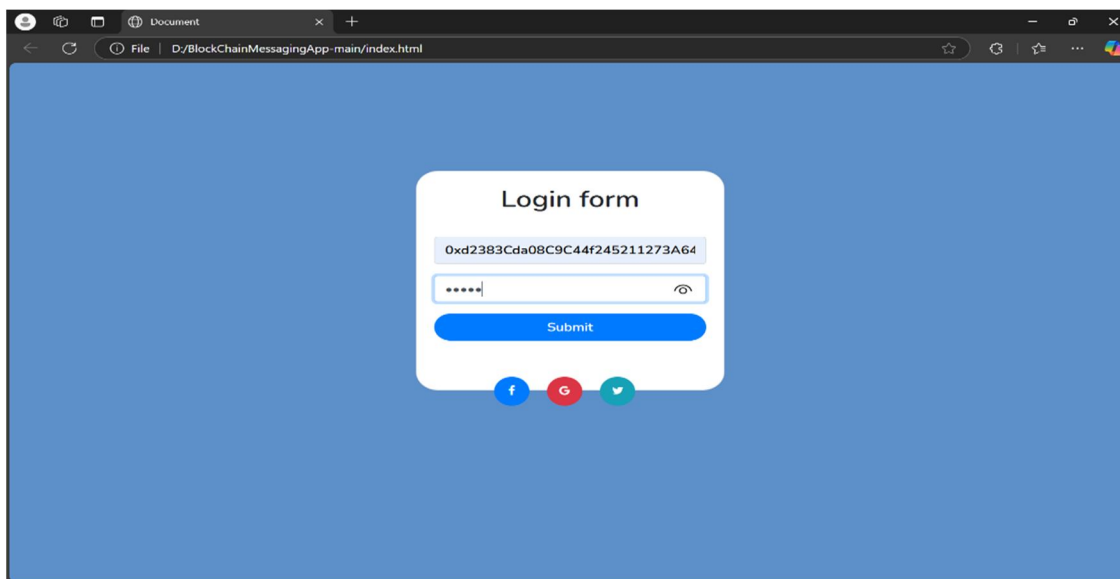 Document
File | D:/BlockChainMessagingApp-main/index.html
Login form
0xd2383Cda08C9C44f245211273A64
•••••
Submit
f G